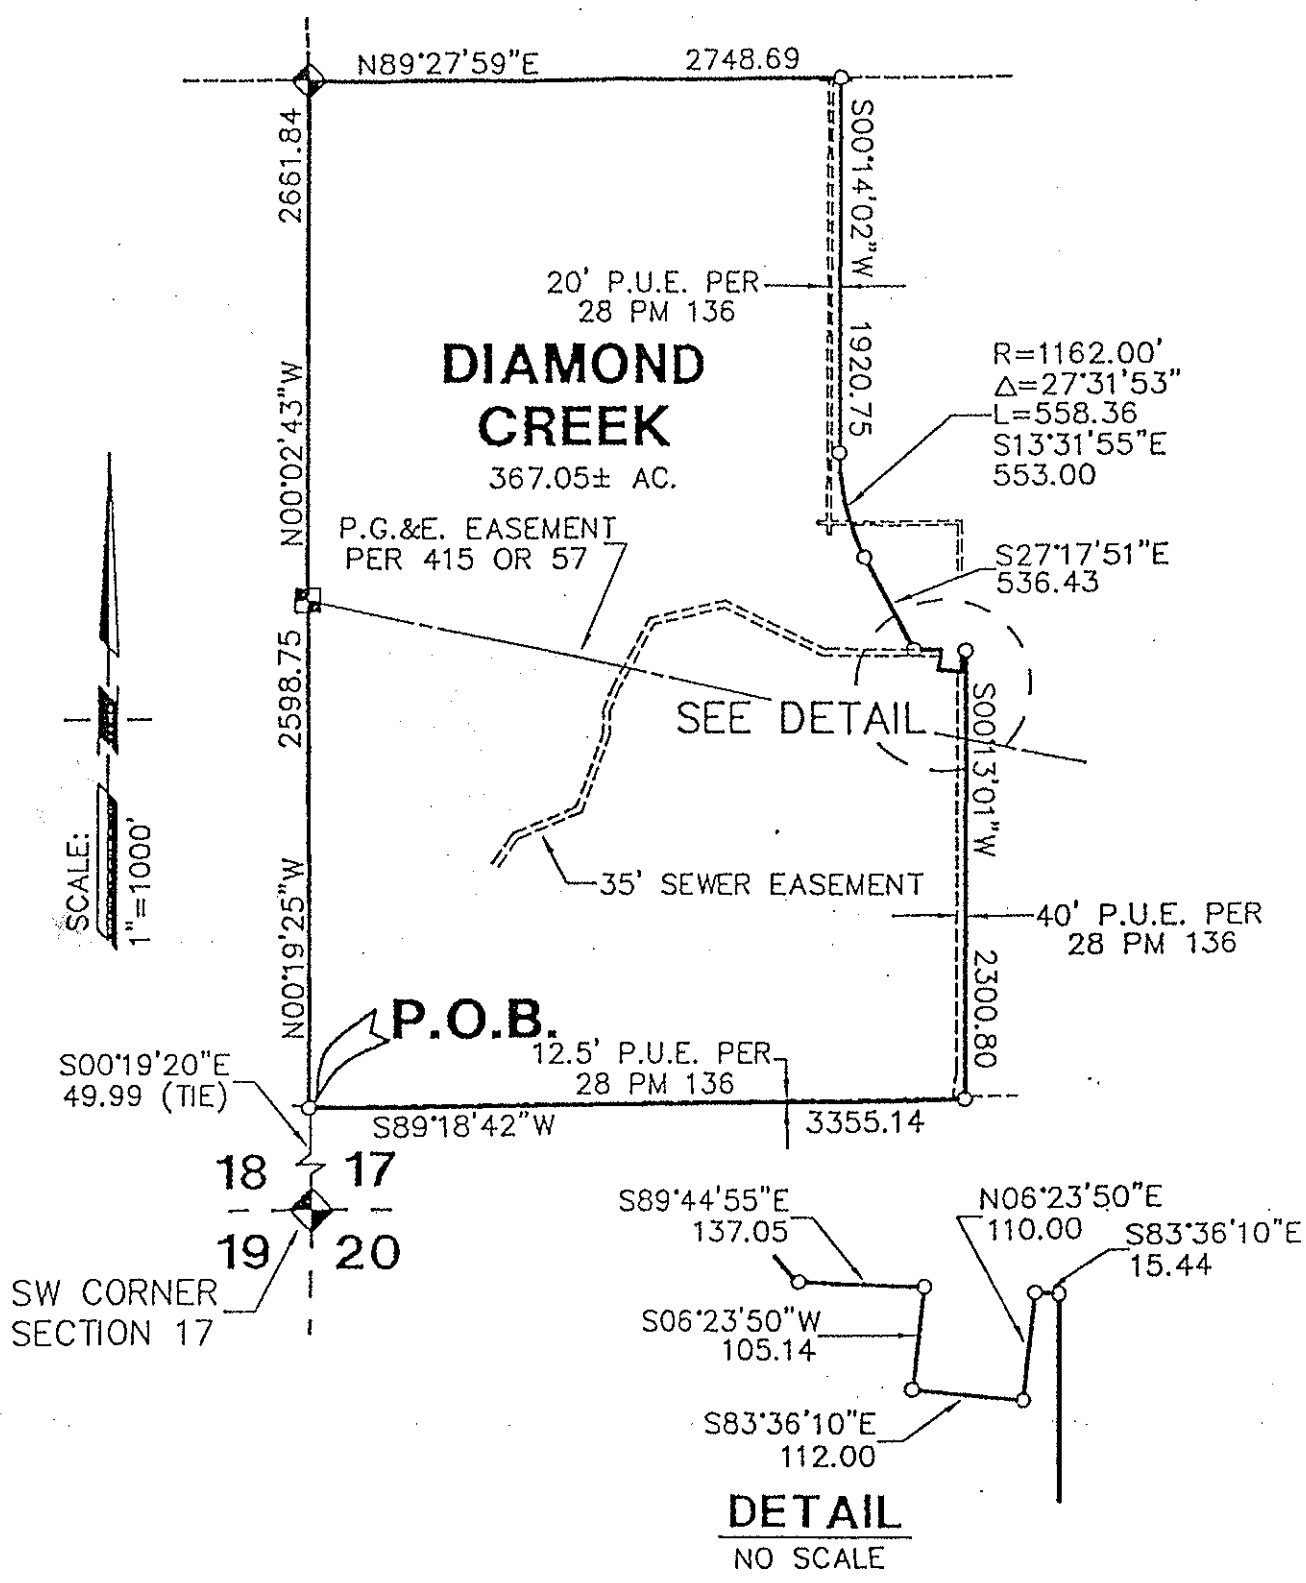 N89°27'59"E 2748.69
2661.84
S00°14'02"W
20' P.U.E. PER
28 PM 136
1920.75
DIAMOND
CREEK
367.05± AC.
R=1162.00'
△=27°31'53"
L=558.36
S13°31'55"E
553.00
N00°02'43"W
P.G.&E. EASEMENT
PER 415 OR 57
S27°17'51"E
536.43
2598.75
SEE DETAIL
S00°13'01"W
SCALE:
1"=1000'
35' SEWER EASEMENT
N00°19'25"W
40' P.U.E. PER
28 PM 136
2300.80
P.O.B.
12.5' P.U.E. PER
28 PM 136
S00°19'20"E
49.99 (TIE)
S89°18'42"W 3355.14
18 17
19 20
SW CORNER
SECTION 17
S89°44'55"E
137.05
N06°23'50"E
110.00
S83°36'10"E
15.44
S06°23'50"W
105.14
S83°36'10"E
112.00
DETAIL
NO SCALE